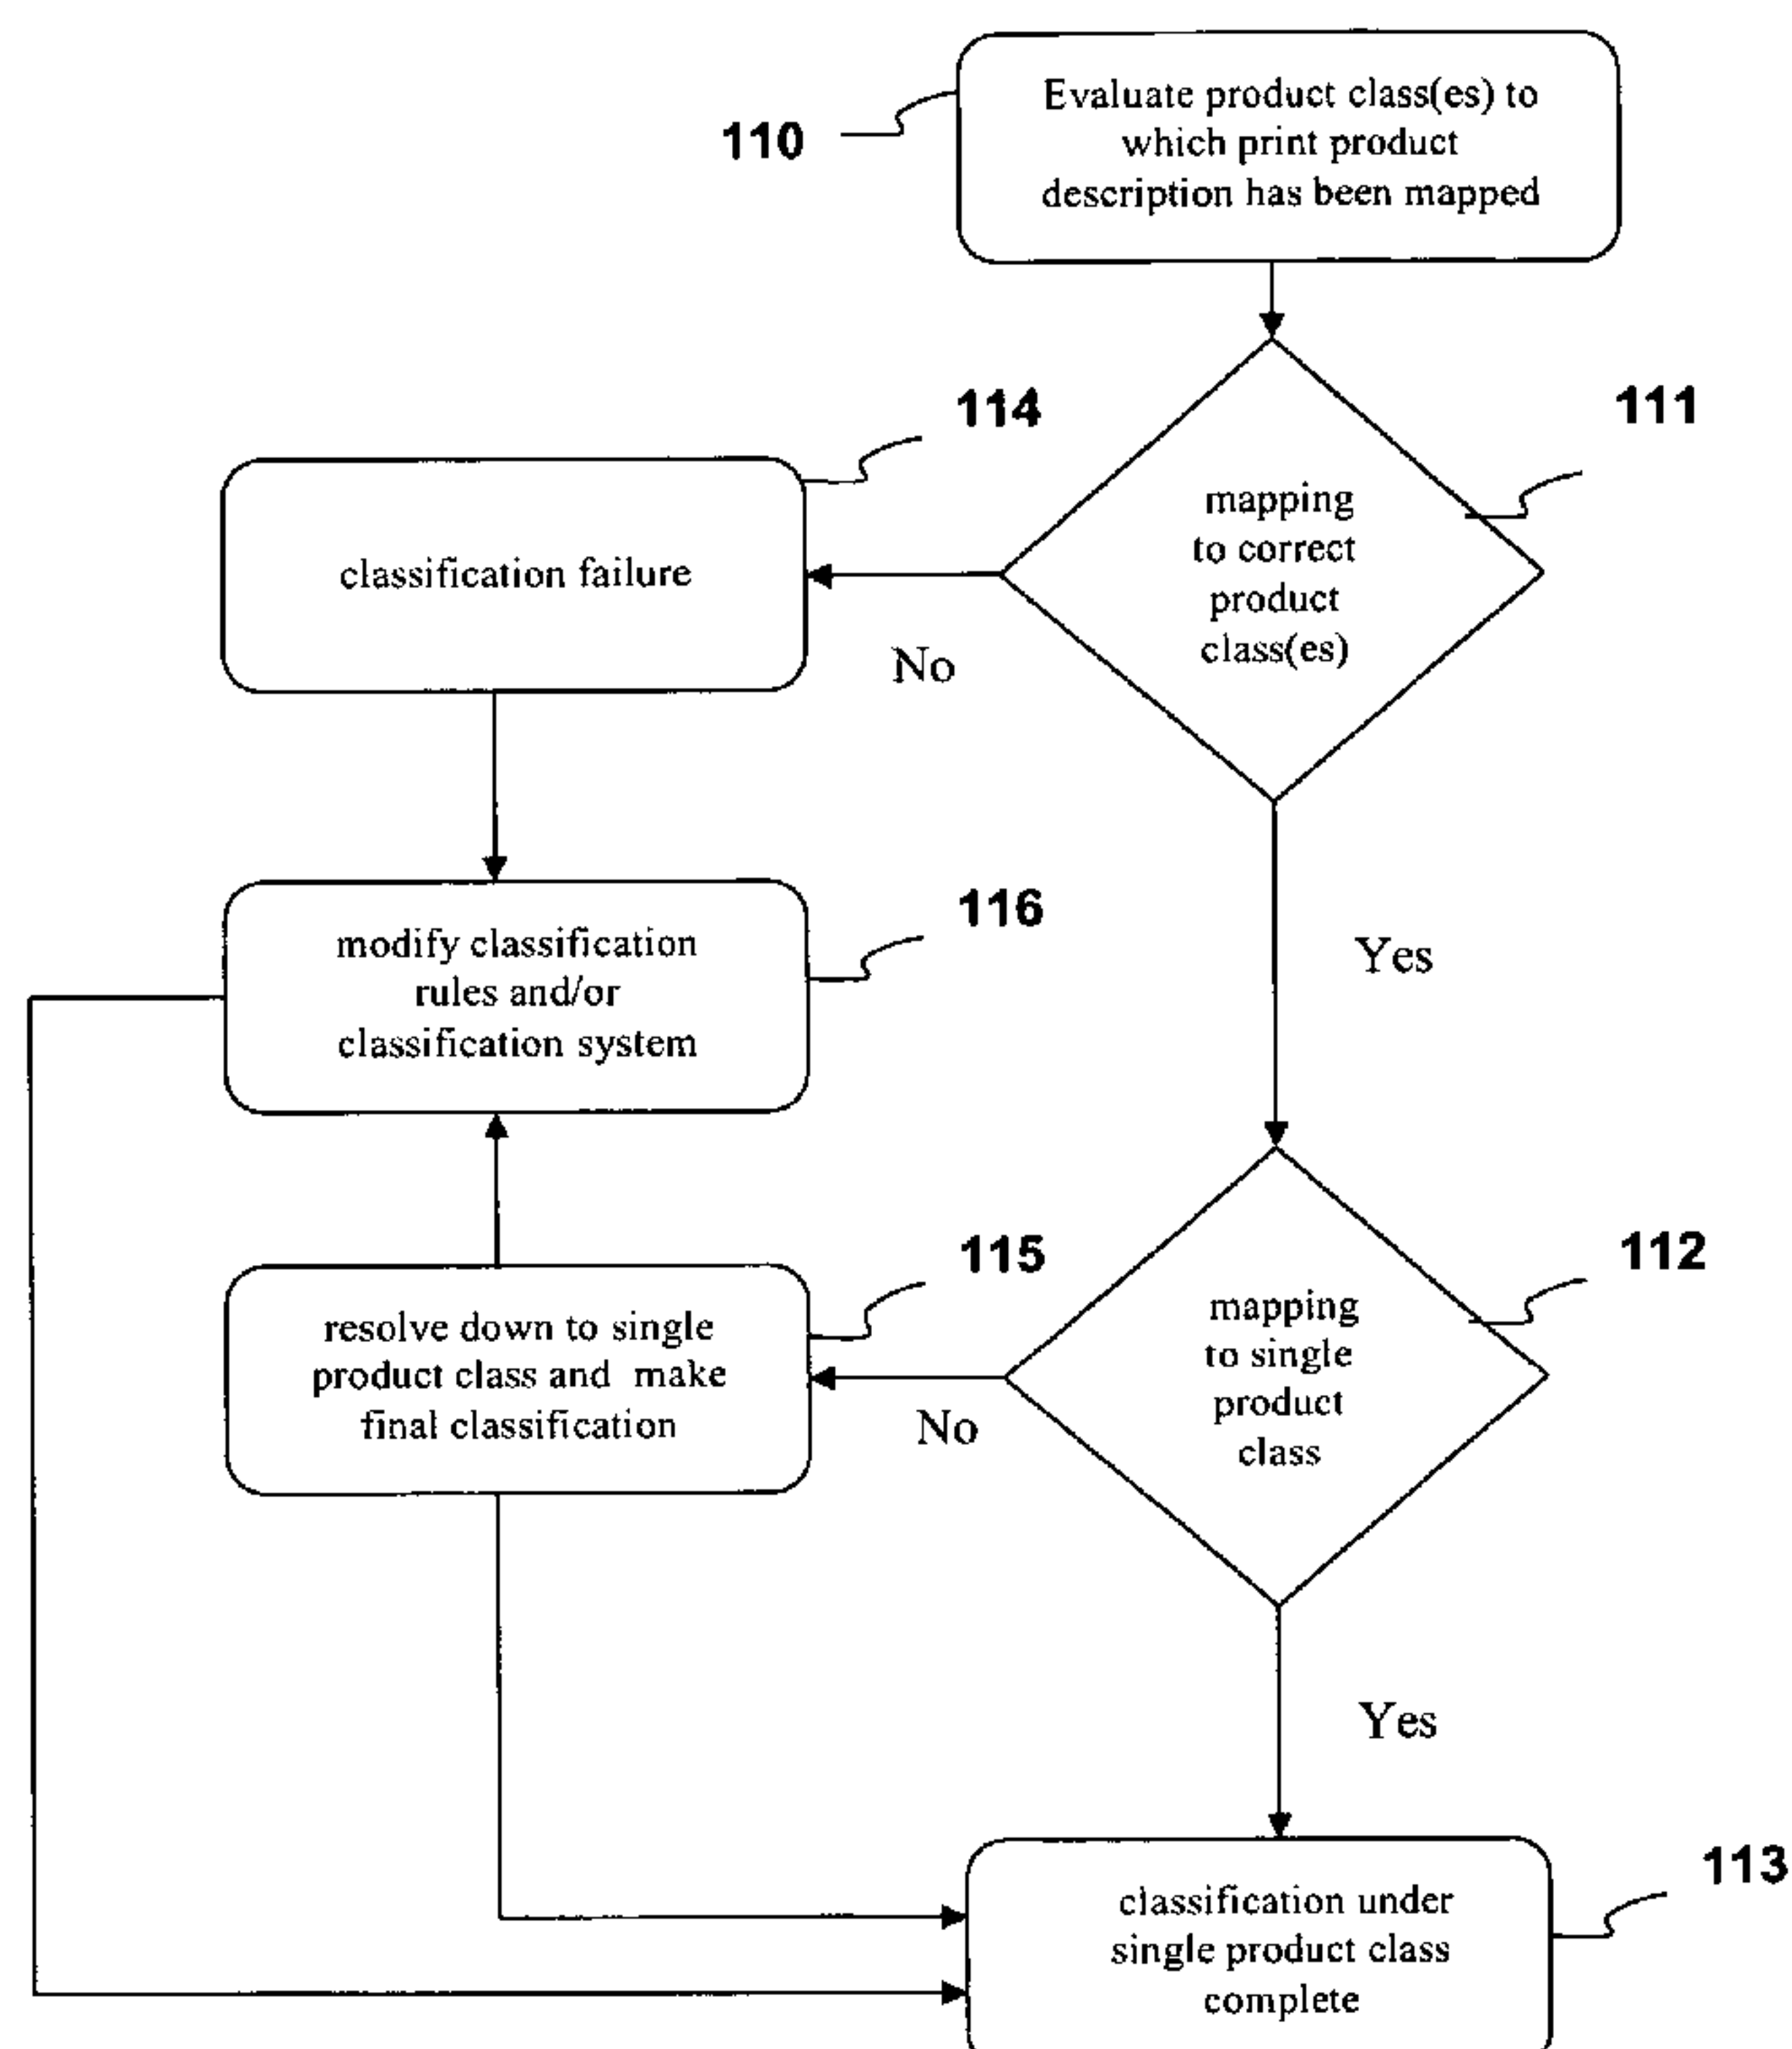 110
Evaluate product class(es) to
which print product
description has been mapped
111
mapping
to correct
product
class(es)
114
classification failure
No
Yes
116
modify classification
rules and/or
classification system
115
resolve down to single
product class and make
final classification
112
mapping
to single
product
class
No
Yes
113
classification under
single product class
complete